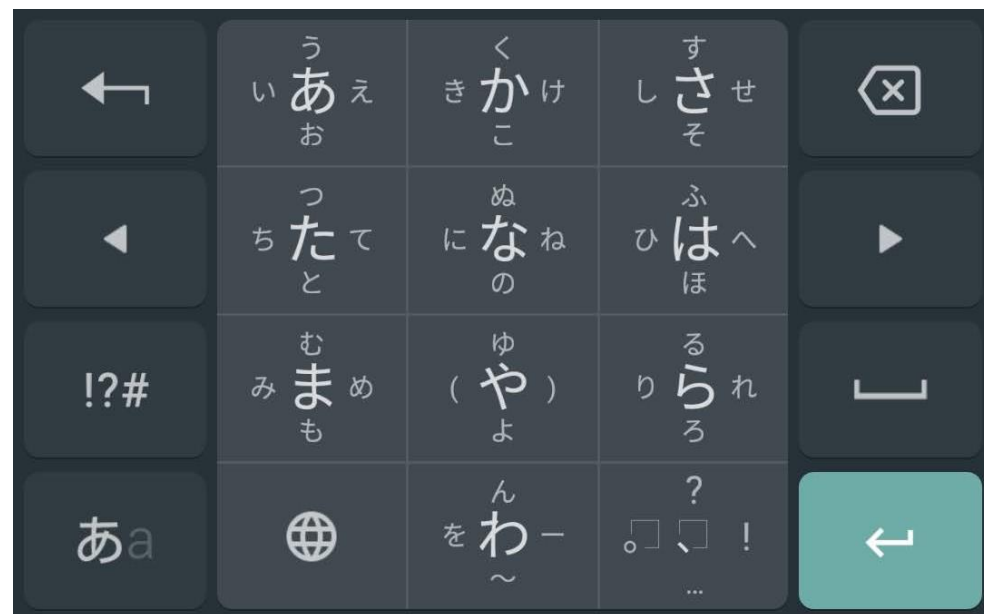 う く す
い あ え き か け し さ せ
お こ そ
つ ぬ ふ
ち た て に な ね ひ は へ
と の ほ
む ゆ る
!?# み ま め ( や ) り ら れ
も よ ろ
ん ?
あa を わ ー 。 、 !
〜 …